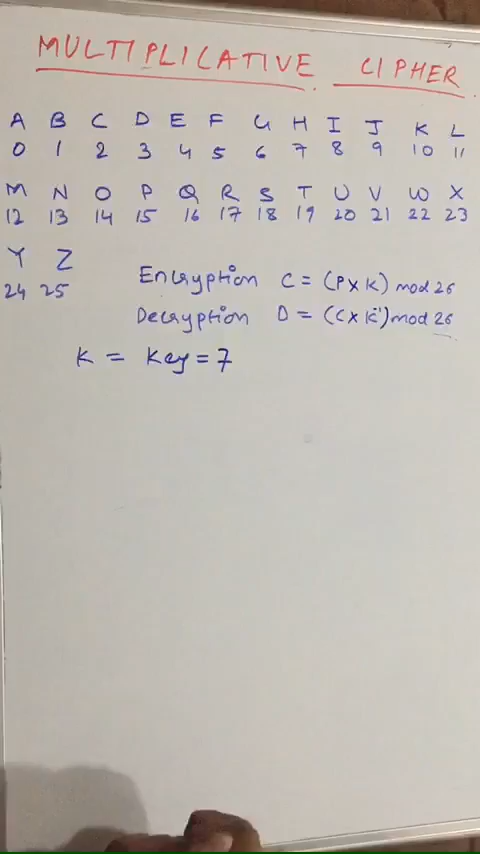 MULTIPLICATIVE CIPHER
A B C D E F G H I J K L
0 1 2 3 4 5 6 7 8 9 10 11
M N O P Q R S T U V W X
12 13 14 15 16 17 18 19 20 21 22 23
Y Z
24 25
Encryption C = (P x K) mod 26
Decryption D = (C x K⁻¹) mod 26
K = Key = 7